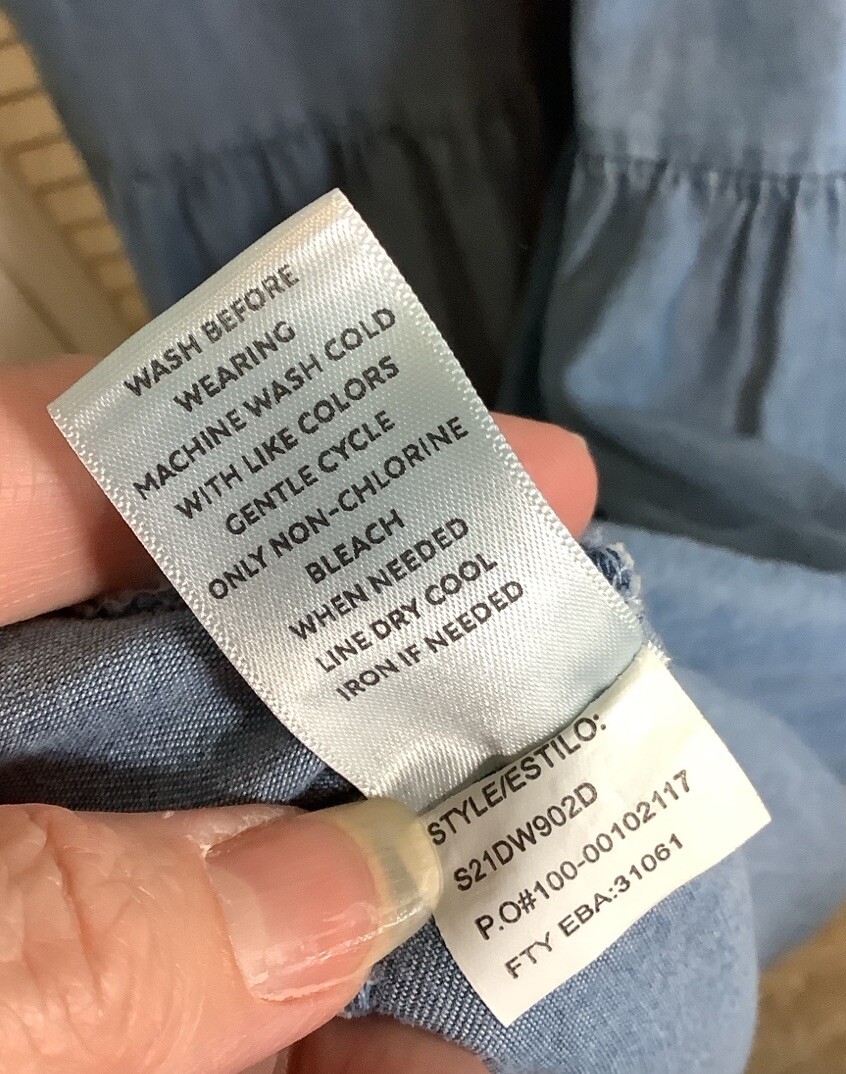 WASH BEFORE
WEARING
MACHINE WASH COLD
WITH LIKE COLORS
GENTLE CYCLE
ONLY NON-CHLORINE
BLEACH
WHEN NEEDED
LINE DRY COOL
IRON IF NEEDED
STYLE/ESTILO:
S21DW902D
P.O#100-00102117
FTY EBA:31061